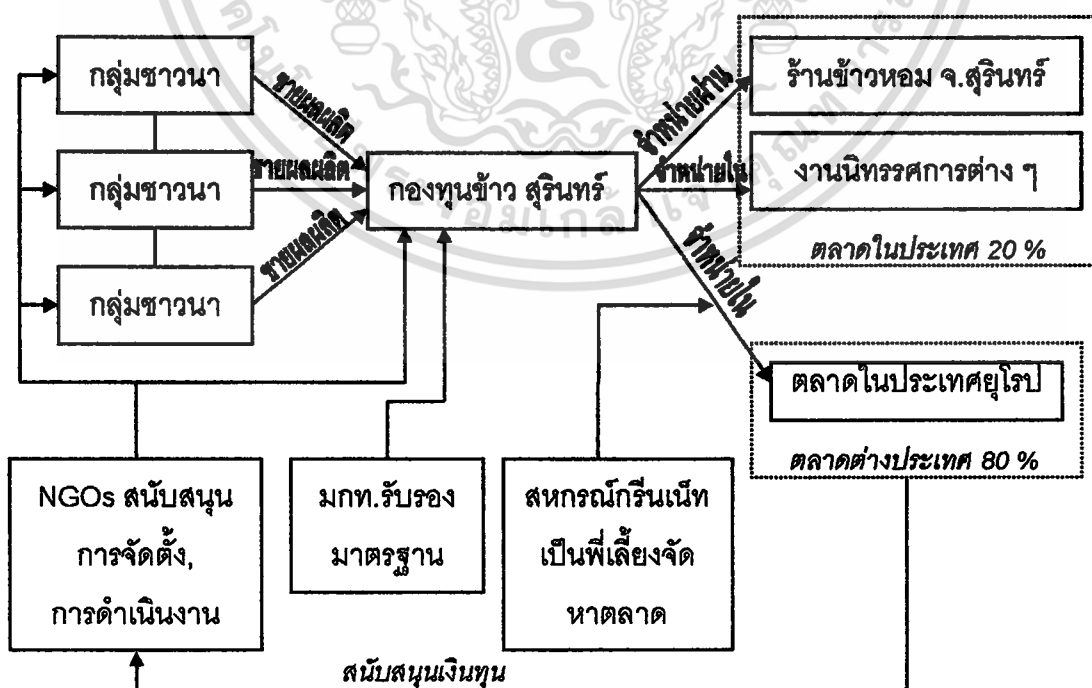 กลุ่มชาวนา
กลุ่มชาวนา
กลุ่มชาวนา
ขายผลผลิต
ขายผลผลิต
ขายผลผลิต
กองทุนข้าว สุรินทร์
จำหน่ายผ่าน
จำหน่ายใน
จำหน่ายใน
ร้านข้าวหอม จ.สุรินทร์
งานนิทรรศการต่าง ๆ
ตลาดในประเทศ 20 %
ตลาดในประเทศยุโรป
ตลาดต่างประเทศ 80 %
NGOs สนับสนุน
การจัดตั้ง,
การดำเนินงาน
มกท.รับรอง
มาตรฐาน
สหกรณ์กรีนเน็ท
เป็นพี่เลี้ยงจัด
หาตลาด
สนับสนุนเงินทุน